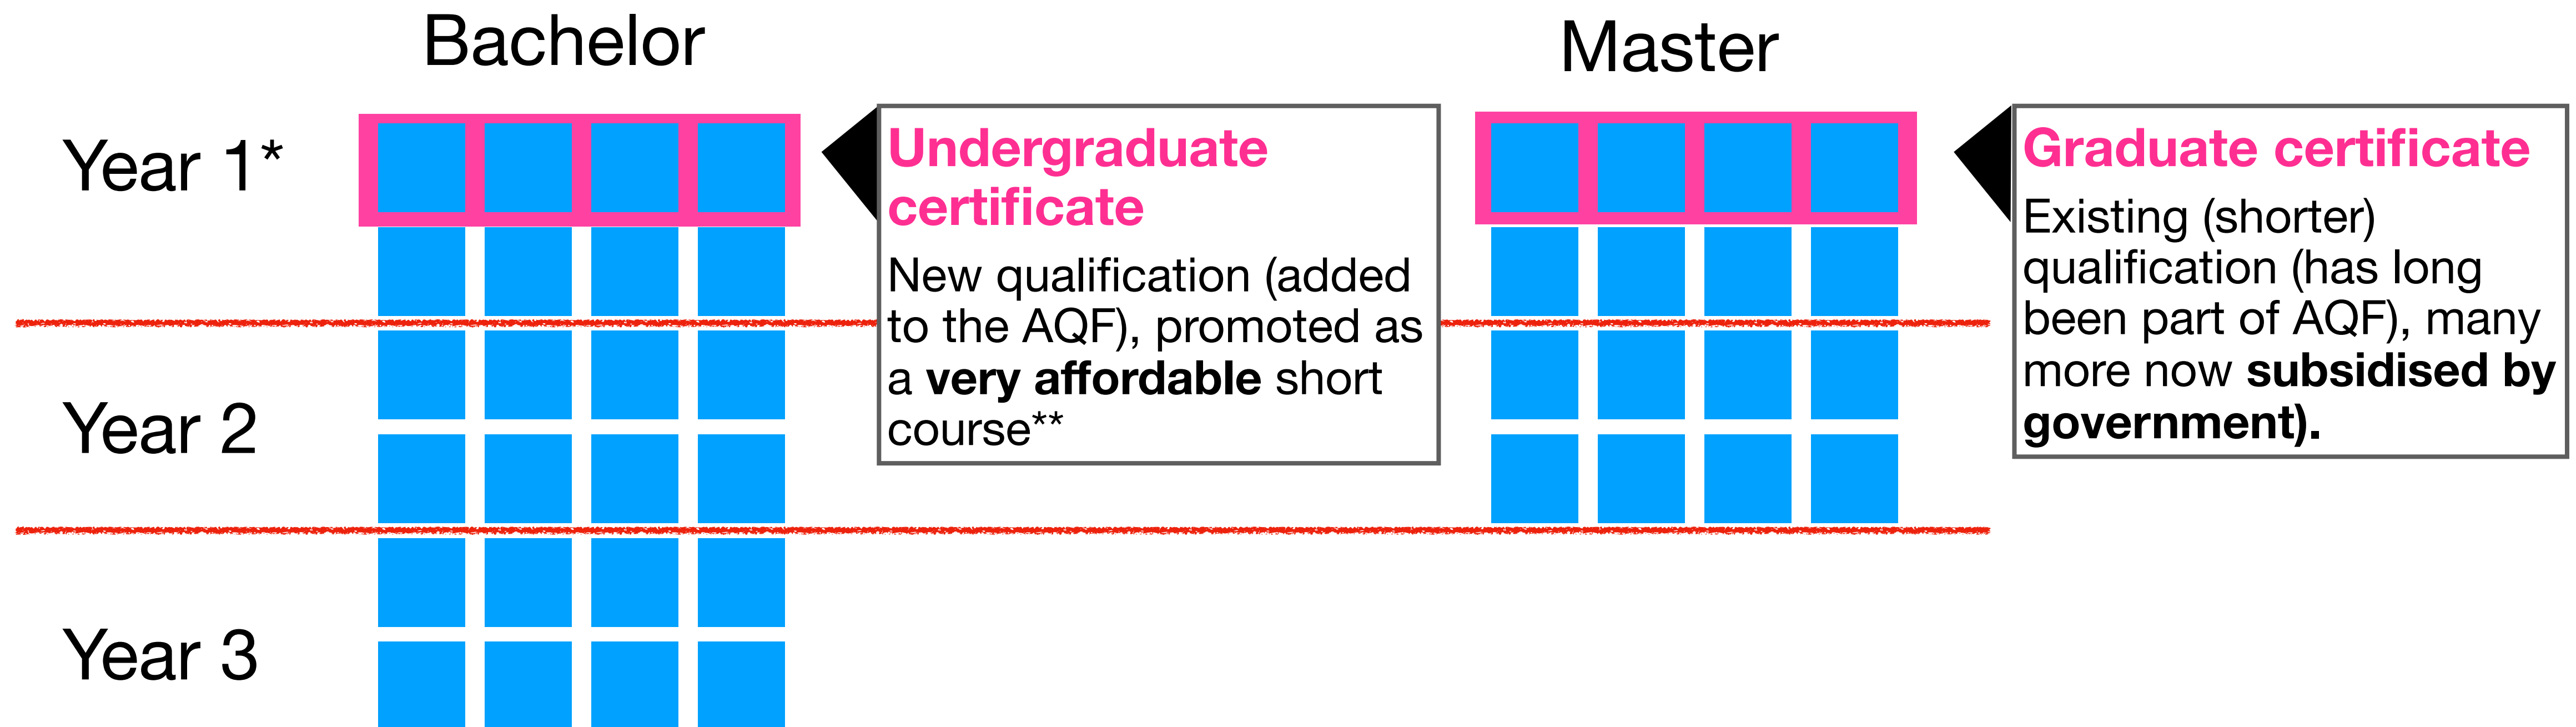 Bachelor
Master
Year 1*
Undergraduate
certificate
New qualification (added
to the AQF), promoted as
a very affordable short
course**
Graduate certificate
Existing (shorter)
qualification (has long
been part of AQF), many
more now subsidised by
government).
Year 2
Year 3